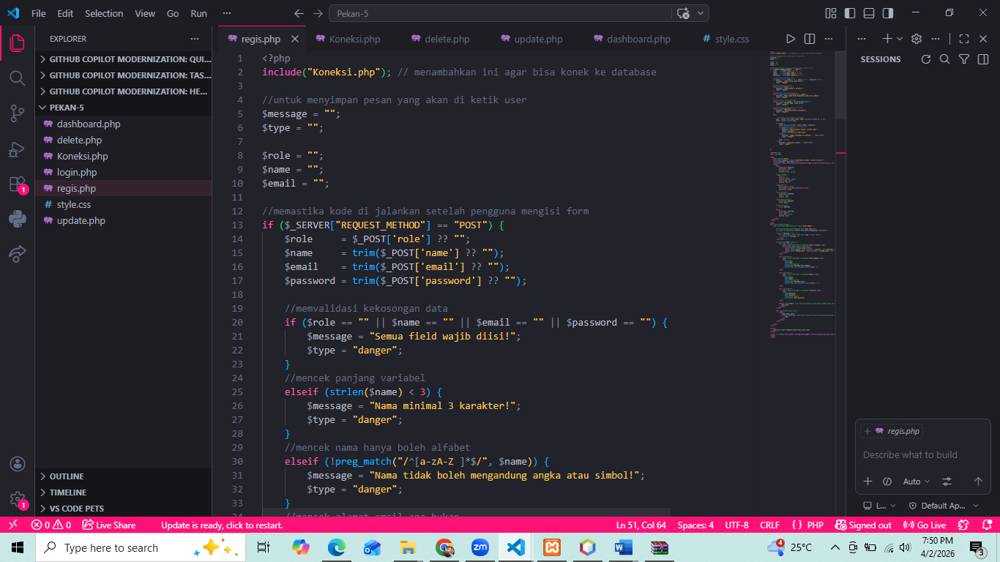 File Edit Selection View Go Run ··· Pekan-5
EXPLORER ···
GITHUB COPILOT MODERNIZATION: QUI...
GITHUB COPILOT MODERNIZATION: TAS...
GITHUB COPILOT MODERNIZATION: HE...
PEKAN-5
dashboard.php
delete.php
Koneksi.php
login.php
regis.php
style.css
update.php
OUTLINE
TIMELINE
VS CODE PETS
1
1
regis.php Koneksi.php delete.php update.php dashboard.php style.css
1 <?php
2 include("Koneksi.php"); // menambahkan ini agar bisa konek ke database
3
4 //untuk menyimpan pesan yang akan di ketik user
5 $message = "";
6 $type = "";
7
8 $role = "";
9 $name = "";
10 $email = "";
11
12 //memastika kode di jalankan setelah pengguna mengisi form
13 if ($_SERVER["REQUEST_METHOD"] == "POST") {
14 $role = $_POST['role'] ?? "";
15 $name = trim($_POST['name'] ?? "");
16 $email = trim($_POST['email'] ?? "");
17 $password = trim($_POST['password'] ?? "");
18
19 //memvalidasi kekosongan data
20 if ($role == "" || $name == "" || $email == "" || $password == "") {
21 $message = "Semua field wajib diisi!";
22 $type = "danger";
23 }
24 //mencek panjang variabel
25 elseif (strlen($name) < 3) {
26 $message = "Nama minimal 3 karakter!";
27 $type = "danger";
28 }
29 //mencek nama hanya boleh alfabet
30 elseif (!preg_match("/^[a-zA-Z ]*$/", $name)) {
31 $message = "Nama tidak boleh mengandung angka atau simbol!";
32 $type = "danger";
33 }
SESSIONS
regis.php
Describe what to build
Auto
L... Default Ap...
0 0 Live Share Update is ready, click to restart. Ln 51, Col 64 Spaces: 4 UTF-8 CRLF { } PHP Signed out Go Live
Type here to search zm 4 25°C 7:50 PM
4/2/2026 3